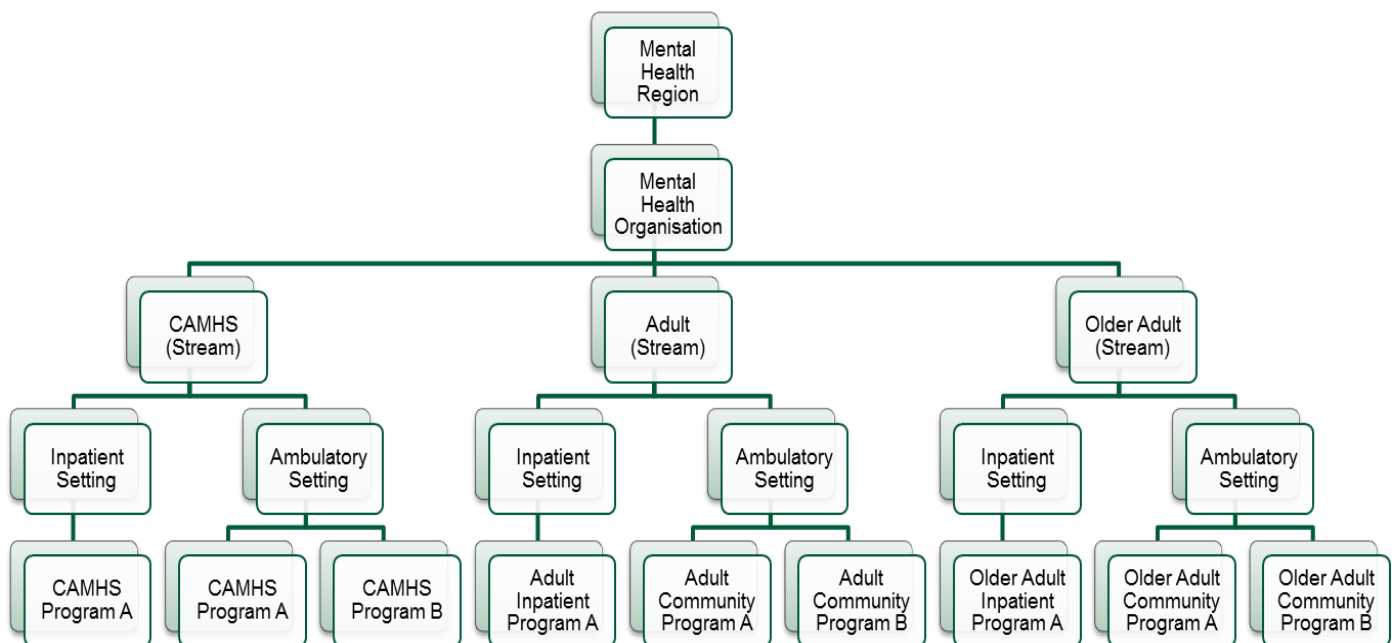 Mental
Health
Region
Mental
Health
Organisation
CAMHS
(Stream)
Adult
(Stream)
Older Adult
(Stream)
Inpatient
Setting
Ambulatory
Setting
Inpatient
Setting
Ambulatory
Setting
Inpatient
Setting
Ambulatory
Setting
CAMHS
Program A
CAMHS
Program A
CAMHS
Program B
Adult
Inpatient
Program A
Adult
Community
Program A
Adult
Community
Program B
Older Adult
Inpatient
Program A
Older Adult
Community
Program A
Older Adult
Community
Program B